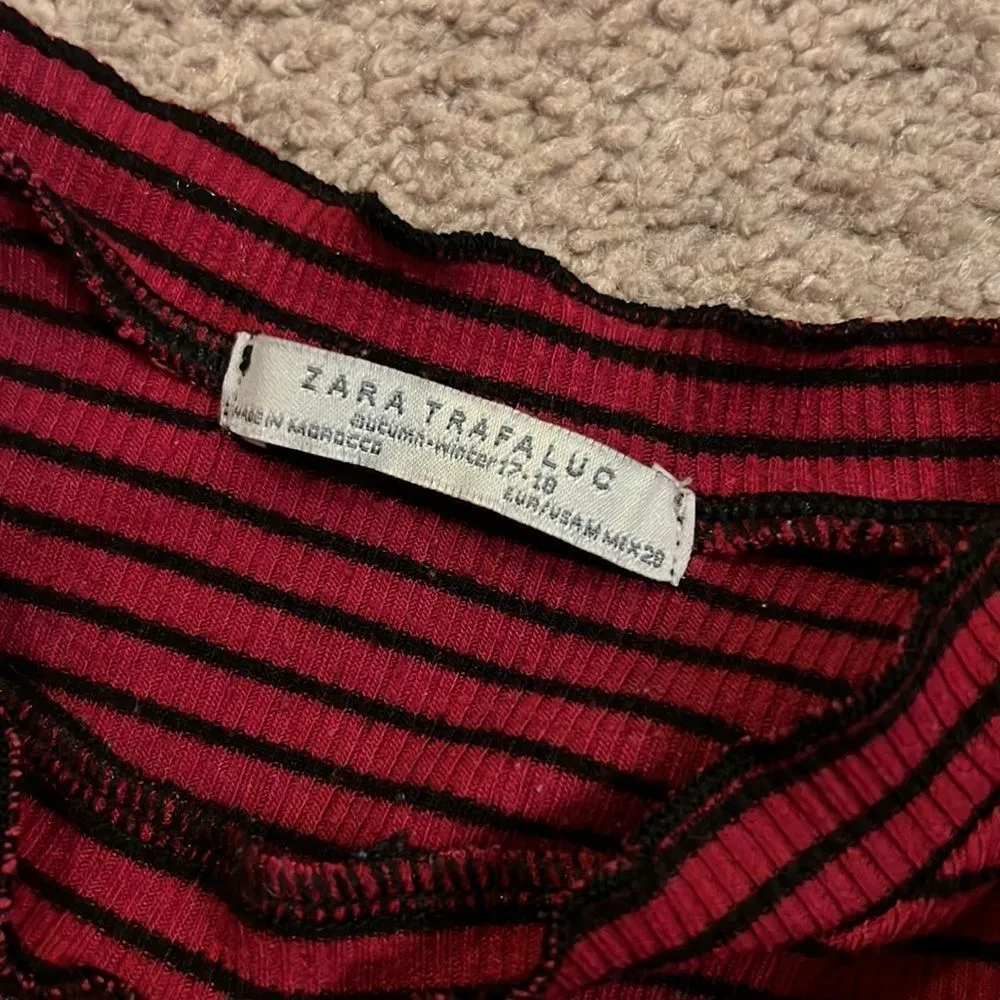 ZARA TRAFALUC
autumn-winter 17.18
MADE IN MOROCCO
EUR/USA M MEX 28